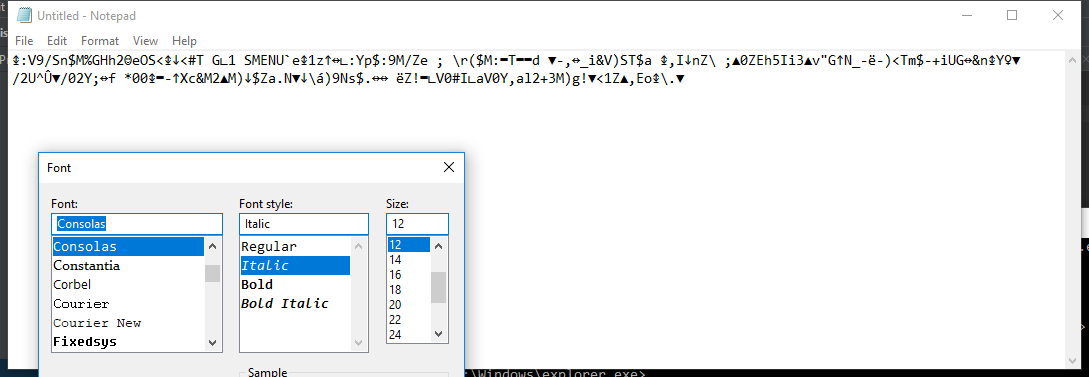 Untitled - Notepad
File Edit Format View Help
⇕:V9/Sn$M%GHh2ΘeOS<⇕↓<#T G∟1 SMENU`e⇕1z↑↔∟:Yp$:9M/Ze ; \r($M:▬T▬▬d ▼-,↔_i&V)ST$a ⇕,I↓nZ\ ;▲0ZEh5Ii3▲v"G↑N_-ë-)<Tm$-+iUG↔&n⇕Y♀▼
/2U^Û▼/02Y;↔f *00⇕▬-↑Xc&M2▲M)↓$Za.N▼↓\á)9Ns$.↔↔ ëZ!▬∟V0#I∟aV0Y,al2+3M)g!▼<1Z▲,Eo⇕\.▼
Font
Font: Font style: Size:
Consolas Italic 12
Consolas Regular 12
Constantia Italic 14
Corbel Bold 16
Courier Bold Italic 18
Courier New 20
Fixedsys 22
24
Sample
:\Windows\explorer.exe>